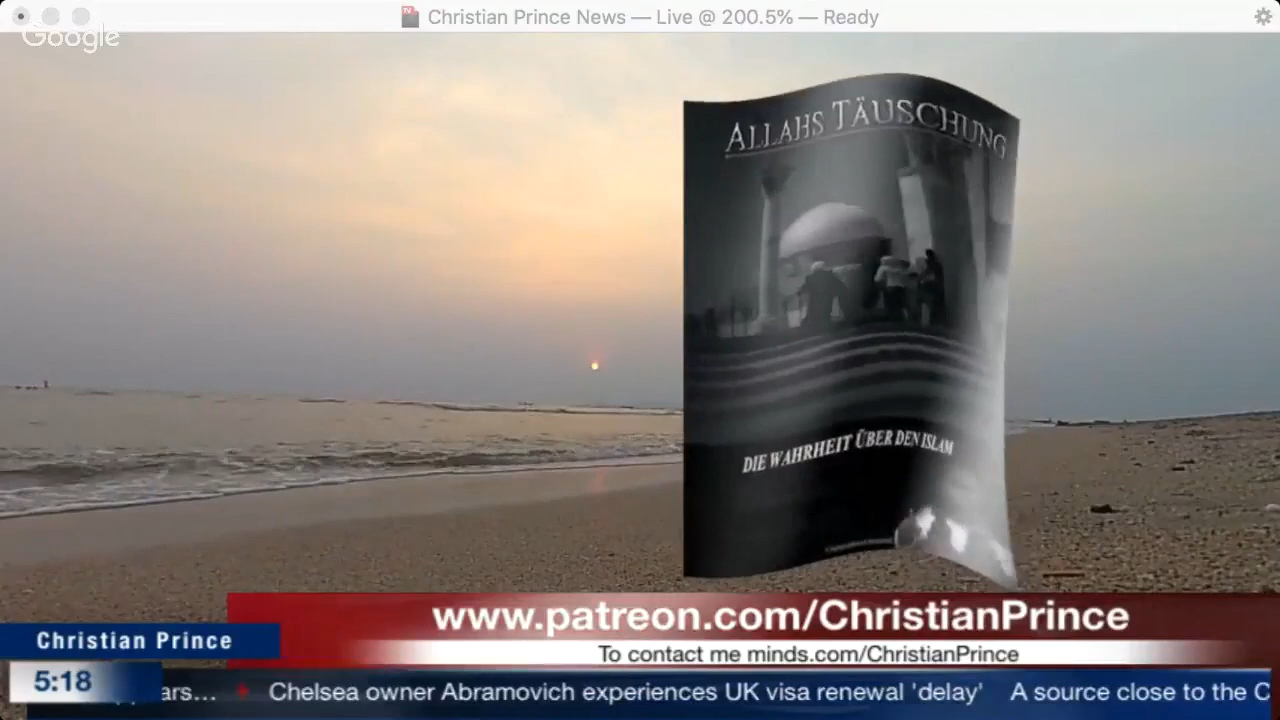 Christian Prince News — Live @ 200.5% — Ready
Google
ALLAHS TÄUSCHUNG
DIE WAHRHEIT ÜBER DEN ISLAM
www.patreon.com/ChristianPrince
Christian Prince
To contact me minds.com/ChristianPrince
5:18
ars... Chelsea owner Abramovich experiences UK visa renewal 'delay' A source close to the C